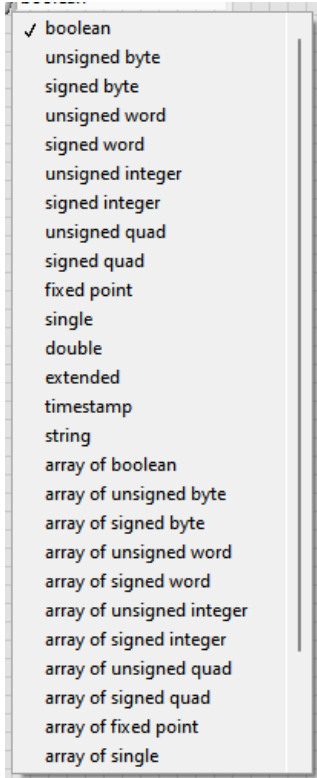 boolean
unsigned byte
signed byte
unsigned word
signed word
unsigned integer
signed integer
unsigned quad
signed quad
fixed point
single
double
extended
timestamp
string
array of boolean
array of unsigned byte
array of signed byte
array of unsigned word
array of signed word
array of unsigned integer
array of signed integer
array of unsigned quad
array of signed quad
array of fixed point
array of single